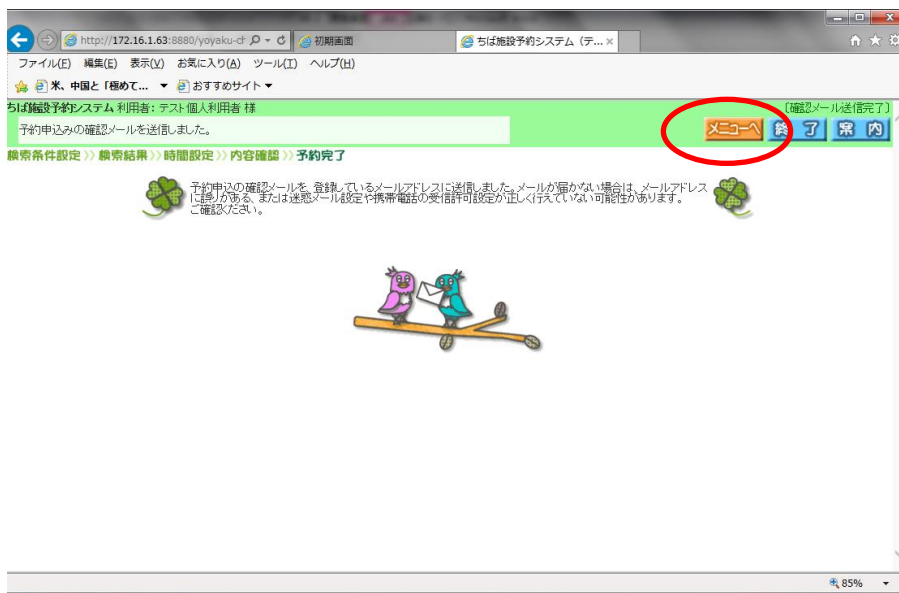 http://172.16.1.63:8880/yoyaku-ch
初期画面
ちば施設予約システム（テ... ×
ファイル(F) 編集(E) 表示(V) お気に入り(A) ツール(T) ヘルプ(H)
米、中国と「極めて... おすすめサイト
ちば施設予約システム 利用者：テスト個人利用者 様
〔確認メール送信完了〕
予約申込みの確認メールを送信しました。
メニューへ 終了 案内
検索条件設定 》 検索結果 》 時間設定 》 内容確認 》 予約完了
予約申込の確認メールを、登録しているメールアドレスに送信しました。メールが届かない場合は、メールアドレス
に誤りがある、または迷惑メール設定や携帯電話の受信許可設定が正しく行えていない可能性があります。
ご確認ください。
85%